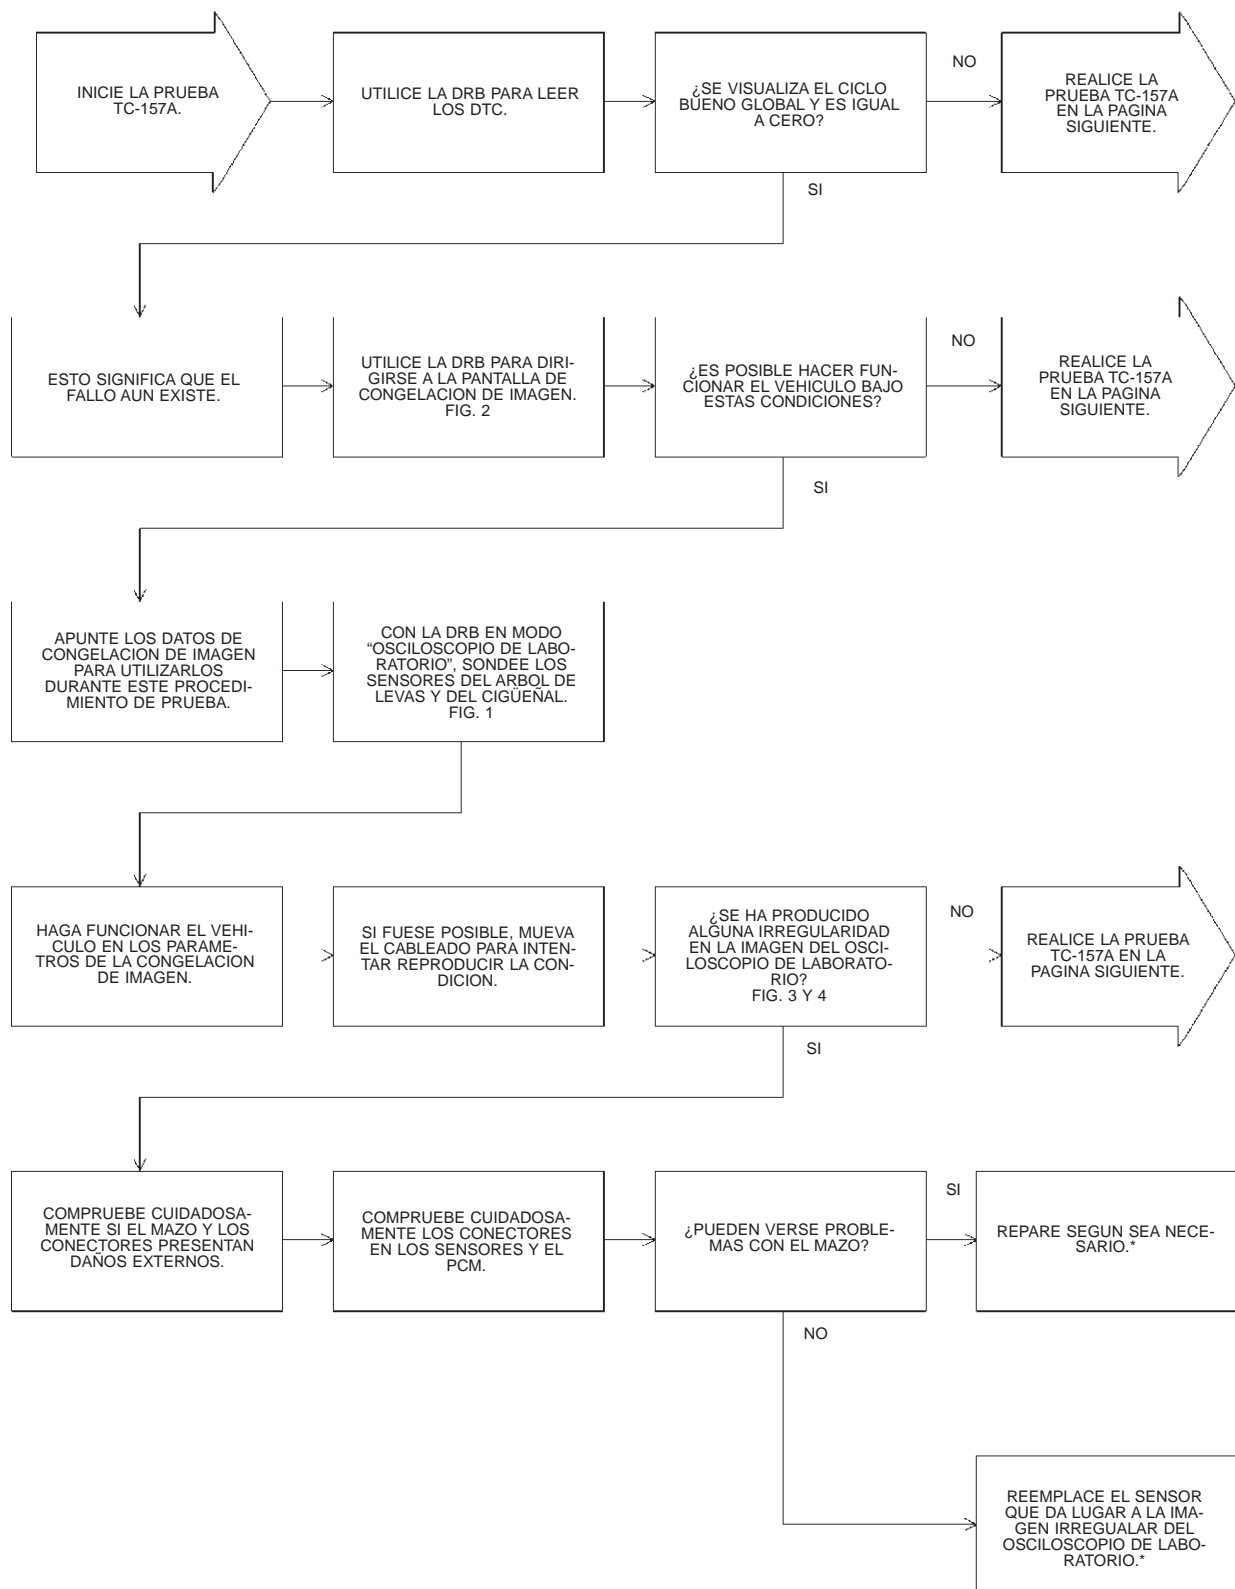 INICIE LA PRUEBA
TC-157A.
UTILICE LA DRB PARA LEER
LOS DTC.
¿SE VISUALIZA EL CICLO
BUENO GLOBAL Y ES IGUAL
A CERO?
NO
REALICE LA
PRUEBA TC-157A
EN LA PAGINA
SIGUIENTE.
SI
ESTO SIGNIFICA QUE EL
FALLO AUN EXISTE.
UTILICE LA DRB PARA DIRI-
GIRSE A LA PANTALLA DE
CONGELACION DE IMAGEN.
FIG. 2
¿ES POSIBLE HACER FUN-
CIONAR EL VEHICULO BAJO
ESTAS CONDICIONES?
NO
REALICE LA
PRUEBA TC-157A
EN LA PAGINA
SIGUIENTE.
SI
APUNTE LOS DATOS DE
CONGELACION DE IMAGEN
PARA UTILIZARLOS
DURANTE ESTE PROCEDI-
MIENTO DE PRUEBA.
CON LA DRB EN MODO
“OSCILOSCOPIO DE LABO-
RATORIO”, SONDEE LOS
SENSORES DEL ARBOL DE
LEVAS Y DEL CIGÜEÑAL.
FIG. 1
HAGA FUNCIONAR EL VEHI-
CULO EN LOS PARAME-
TROS DE LA CONGELACION
DE IMAGEN.
SI FUESE POSIBLE, MUEVA
EL CABLEADO PARA INTEN-
TAR REPRODUCIR LA CON-
DICION.
¿SE HA PRODUCIDO
ALGUNA IRREGULARIDAD
EN LA IMAGEN DEL OSCI-
LOSCOPIO DE LABORATO-
RIO?
FIG. 3 Y 4
NO
REALICE LA PRUEBA
TC-157A EN LA
PAGINA SIGUIENTE.
SI
COMPRUEBE CUIDADOSA-
MENTE SI EL MAZO Y LOS
CONECTORES PRESENTAN
DAÑOS EXTERNOS.
COMPRUEBE CUIDADOSA-
MENTE LOS CONECTORES
EN LOS SENSORES Y EL
PCM.
¿PUEDEN VERSE PROBLE-
MAS CON EL MAZO?
SI
REPARE SEGUN SEA NECE-
SARIO.*
NO
REEMPLACE EL SENSOR
QUE DA LUGAR A LA IMA-
GEN IRREGUALAR DEL
OSCILOSCOPIO DE LABO-
RATORIO.*